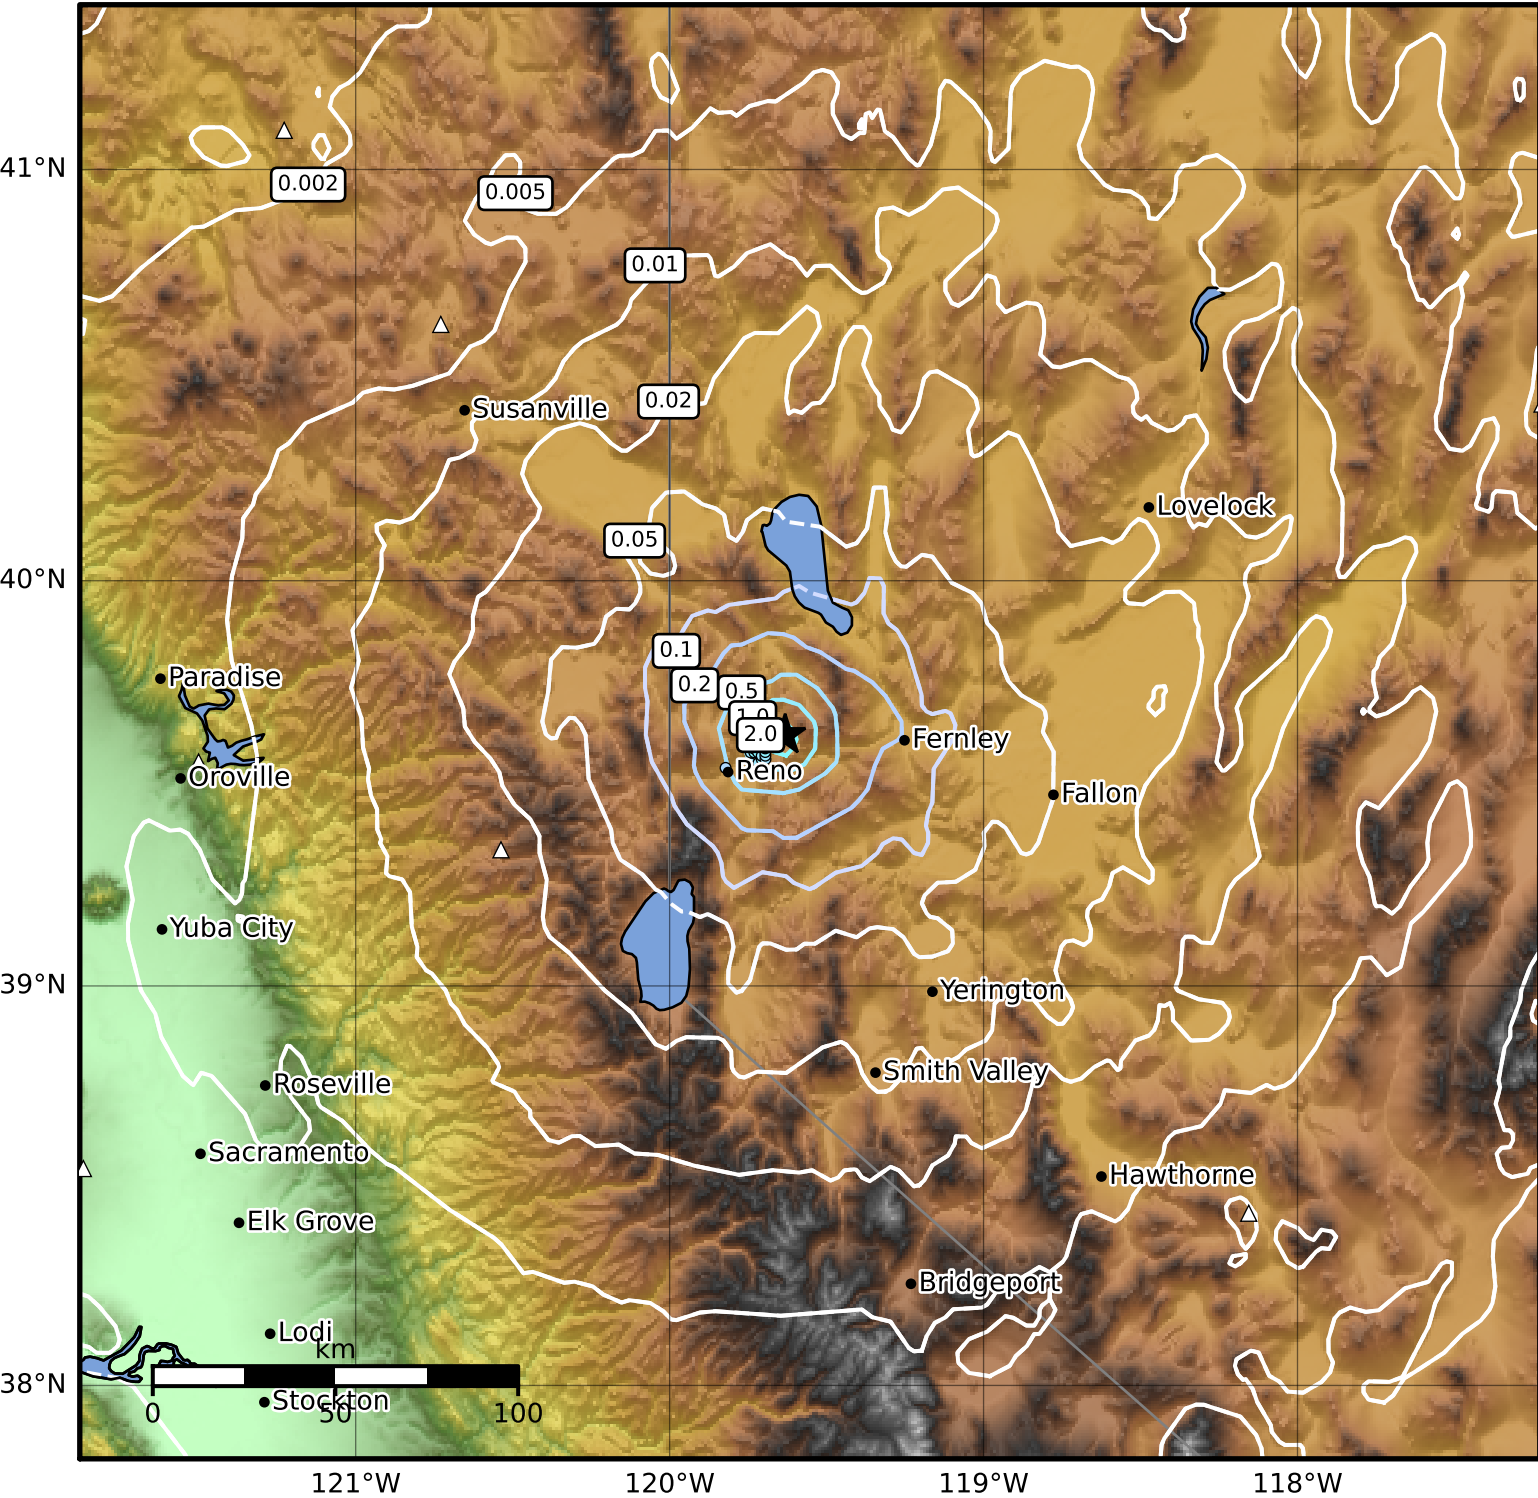 41°N
0.002
0.005
0.01
0.02
Susanville
Lovelock
0.05
40°N
0.1
Paradise
0.2
0.5
1.0
2.0
Fernley
Reno
Oroville
Fallon
Yuba City
39°N
Yerington
Smith Valley
Roseville
Sacramento
Hawthorne
Elk Grove
Bridgeport
Lodi
km
38°N
Stockton
0 50 100
121°W 120°W 119°W 118°W